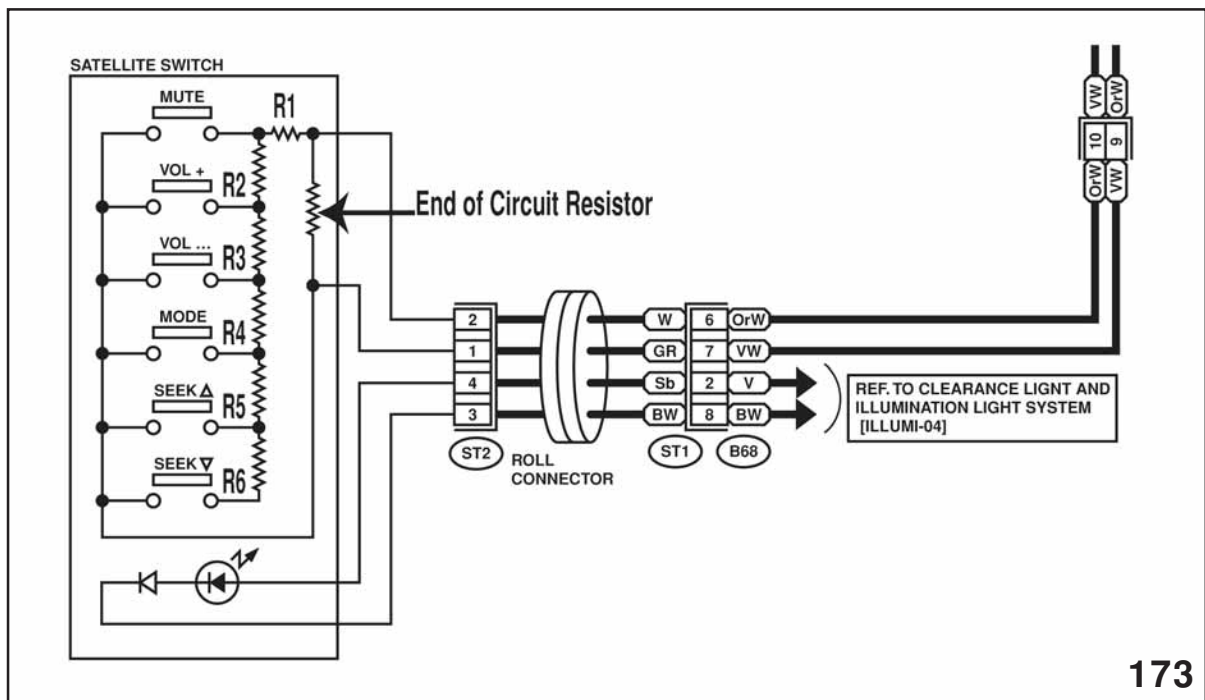 SATELLITE SWITCH
MUTE
R1
VOL +
R2
End of Circuit Resistor
VOL ...
R3
MODE
R4
SEEK △
R5
SEEK ▽
R6
2
1
4
3
ST2
ROLL
CONNECTOR
W 6 OrW
GR 7 VW
Sb 2 V
BW 8 BW
ST1
B68
VW OrW
10 9
OrW VW
REF. TO CLEARANCE LIGNT AND
ILLUMINATION LIGHT SYSTEM
[ILLUMI-04]
173